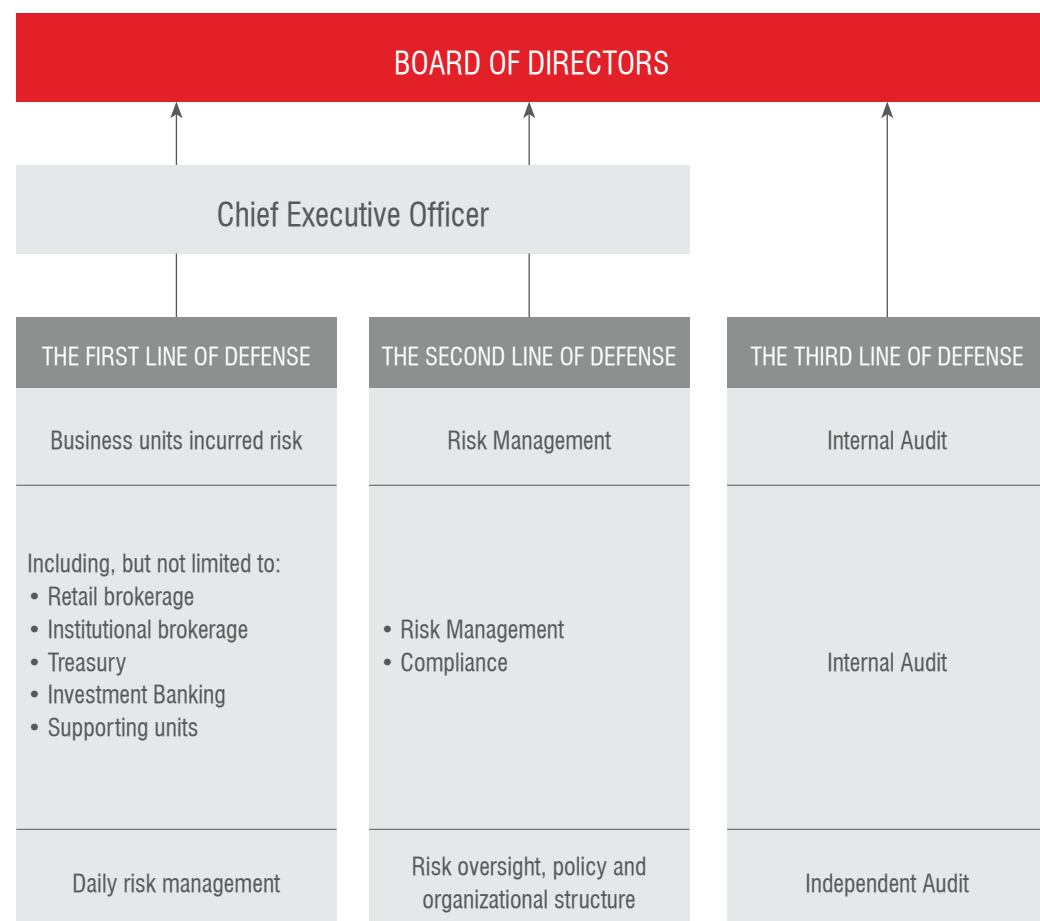 BOARD OF DIRECTORS
Chief Executive Officer
THE FIRST LINE OF DEFENSE
Business units incurred risk
Including, but not limited to:
• Retail brokerage
• Institutional brokerage
• Treasury
• Investment Banking
• Supporting units
Daily risk management
THE SECOND LINE OF DEFENSE
Risk Management
• Risk Management
• Compliance
Risk oversight, policy and
organizational structure
THE THIRD LINE OF DEFENSE
Internal Audit
Internal Audit
Independent Audit